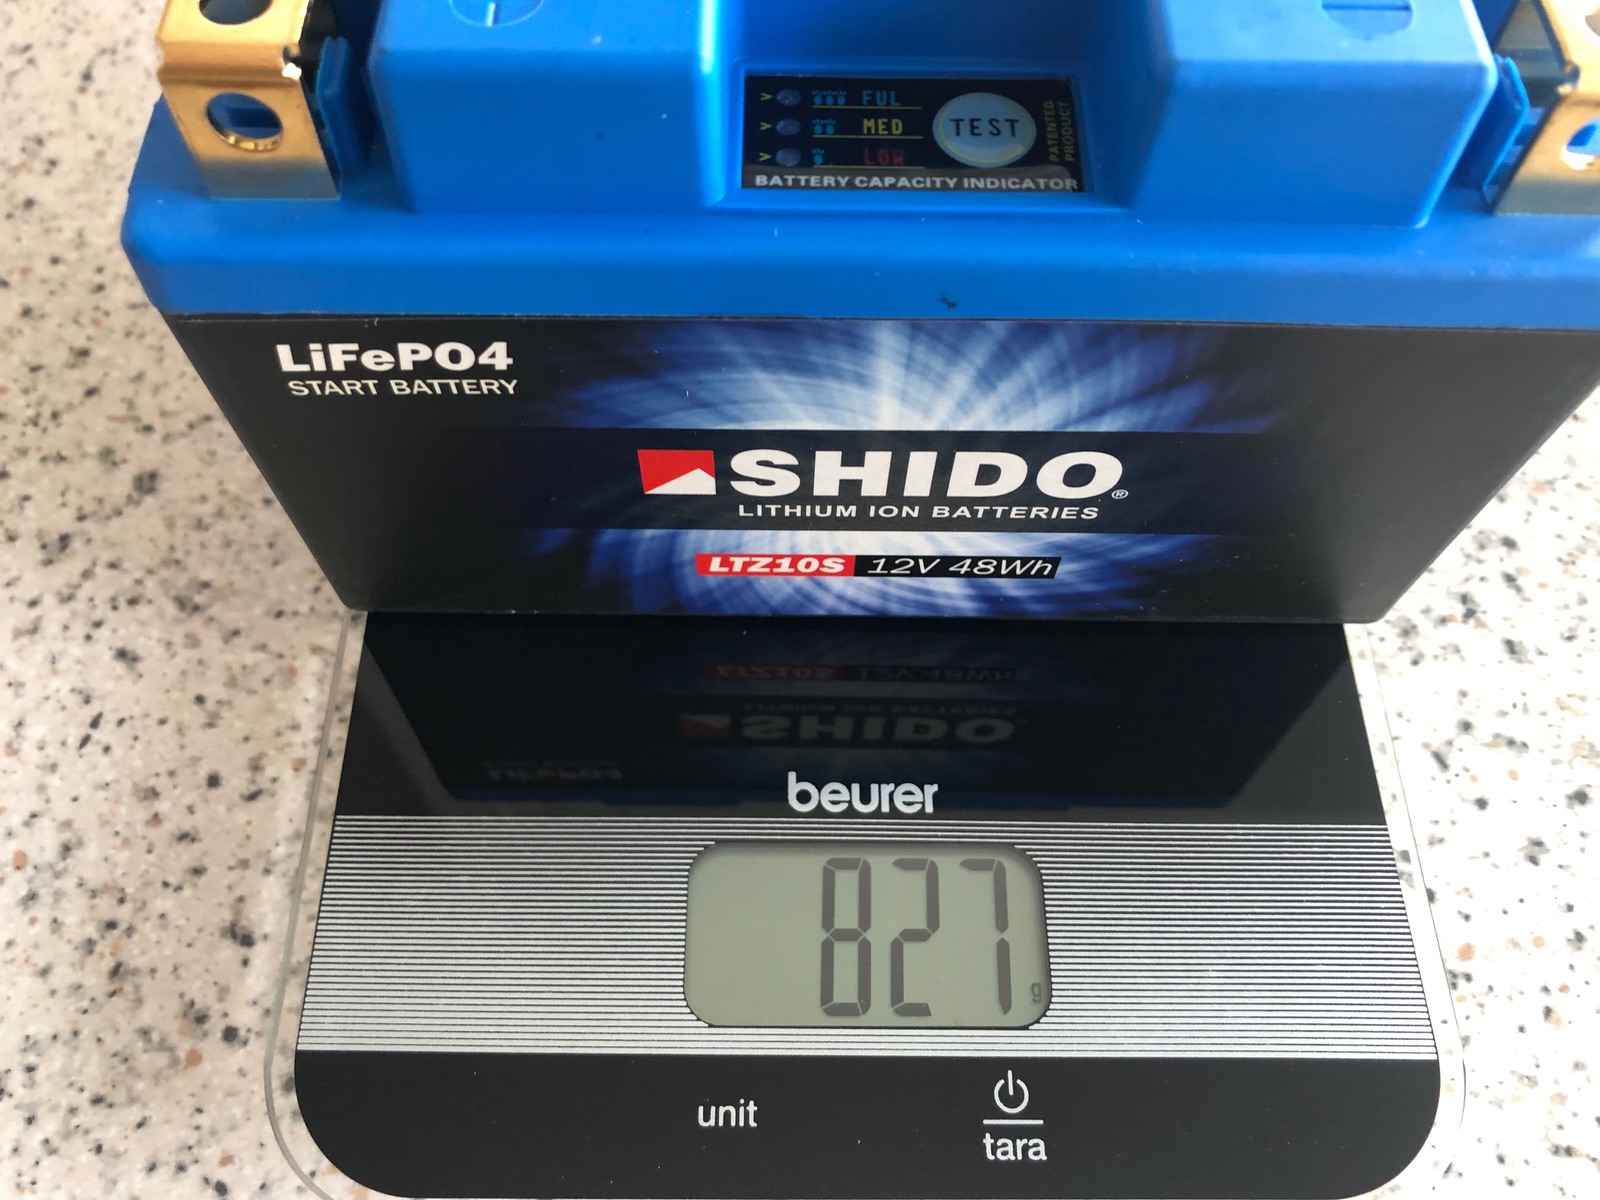 + −
FUL
MED
LOW
TEST
PATENTED
PRODUCT
BATTERY CAPACITY INDICATOR
LiFePO4
START BATTERY
SHIDO®
LITHIUM ION BATTERIES
LTZ10S 12V 48Wh
beurer
827 g
unit
tara